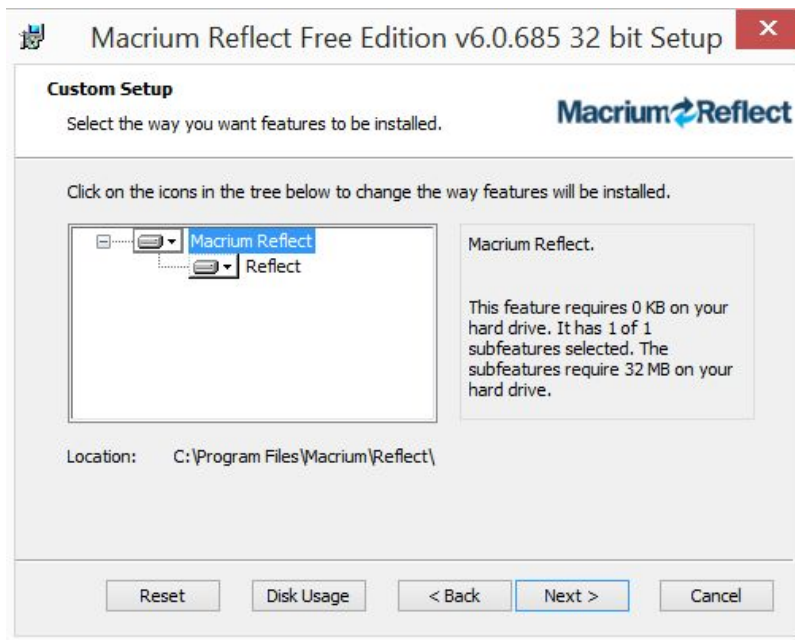 Macrium Reflect Free Edition v6.0.685 32 bit Setup
Custom Setup
Select the way you want features to be installed.
Macrium Reflect
Click on the icons in the tree below to change the way features will be installed.
Macrium Reflect
Reflect
Macrium Reflect.
This feature requires 0 KB on your
hard drive. It has 1 of 1
subfeatures selected. The
subfeatures require 32 MB on your
hard drive.
Location: C:\Program Files\Macrium\Reflect\
Reset Disk Usage < Back Next > Cancel